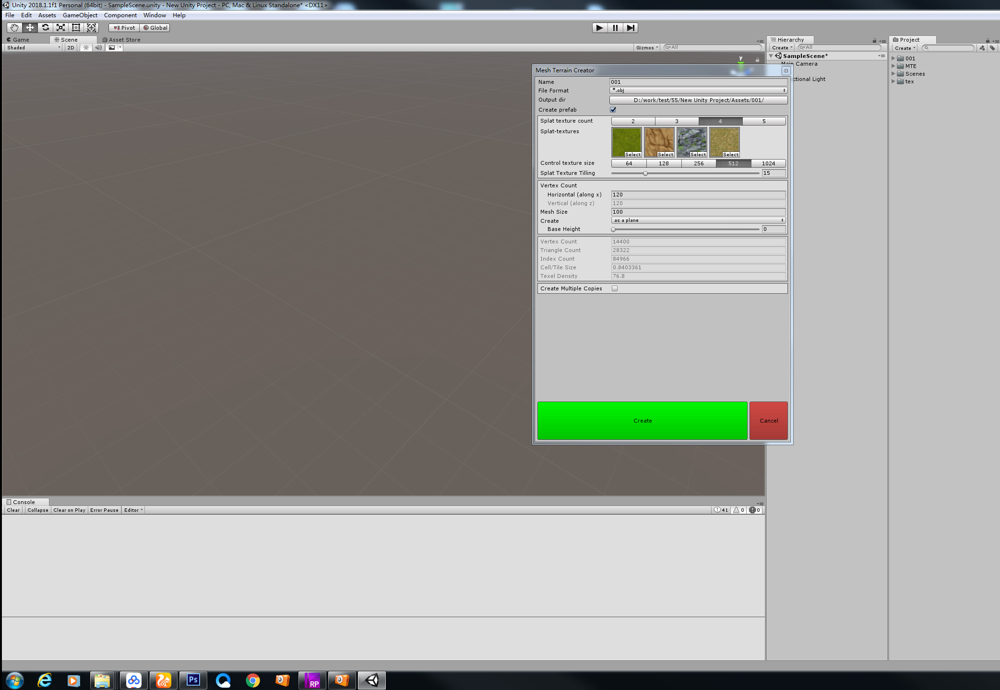 Unity 2018.1.1f1 Personal (64bit) - SampleScene.unity - New Unity Project - PC, Mac & Linux Standalone* <DX11>
File Edit Assets GameObject Component Window Help
Pivot Global
Game Scene Asset Store
Shaded 2D Gizmos All
Hierarchy
Create All
SampleScene*
Main Camera
ctional Light
Project
Create
001
MTE
Scenes
tex
y
Mesh Terrain Creator
Name 001
File Format *.obj
Output dir D:/work/test/55/New Unity Project/Assets/001/
Create prefab
Splat texture count 2 3 4 5
Splat-textures
Select Select Select Select
Control texture size 64 128 256 512 1024
Splat Texture Tilling 15
Vertex Count
Horizontal (along x) 120
Vertical (along z) 120
Mesh Size 100
Create as a plane
Base Height 0
Vertex Count 14400
Triangle Count 28322
Index Count 84966
Cell/Tile Size 0.8403361
Texel Density 76.8
Create Multiple Copies
Create Cancel
Console
Clear Collapse Clear on Play Error Pause Editor 41 0 0
Ps RP